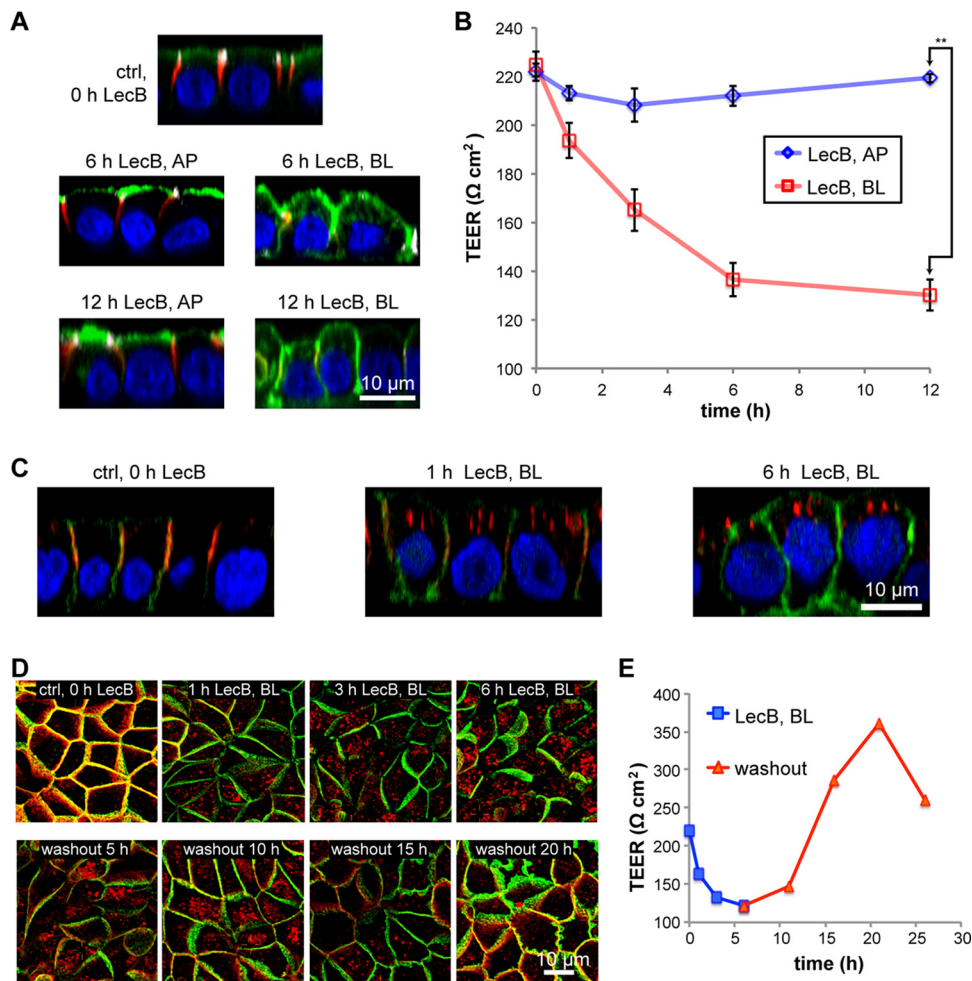 A
ctrl,
0 h LecB
6 h LecB, AP
6 h LecB, BL
12 h LecB, AP
12 h LecB, BL
10 µm
B
240
220
200
180
160
140
120
100
TEER (Ω cm²)
0
2
4
6
8
10
12
time (h)
LecB, AP
LecB, BL
**
C
ctrl, 0 h LecB
1 h LecB, BL
6 h LecB, BL
10 µm
D
ctrl, 0 h LecB
1 h LecB, BL
3 h LecB, BL
6 h LecB, BL
washout 5 h
washout 10 h
washout 15 h
washout 20 h
10 µm
E
400
350
300
250
200
150
100
TEER (Ω cm²)
0
5
10
15
20
25
30
time (h)
LecB, BL
washout